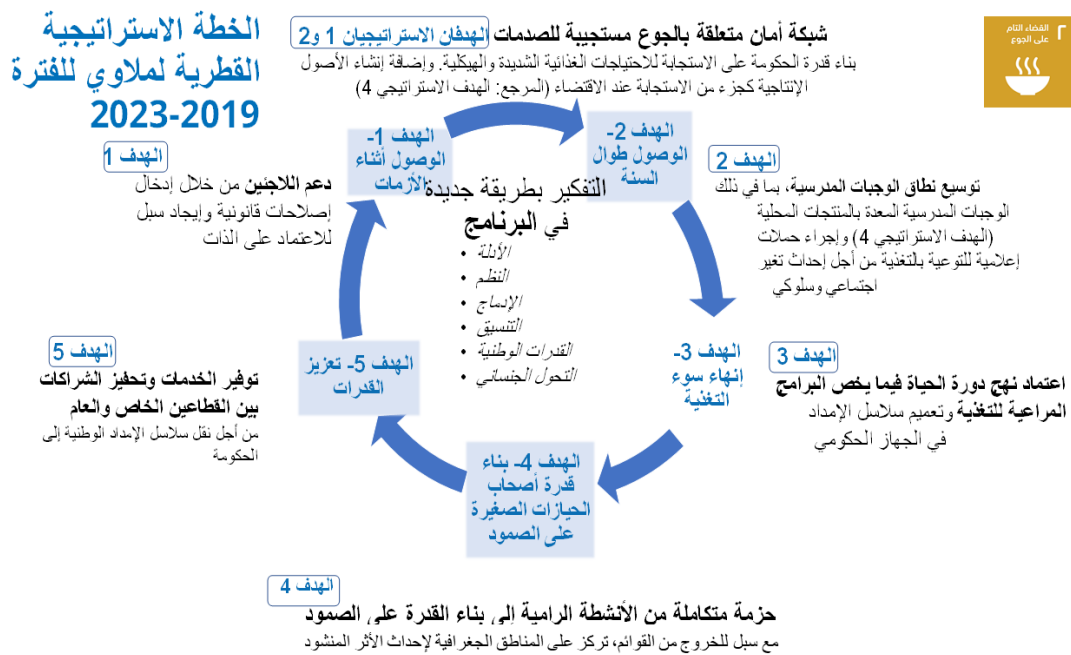 الخطة الاستراتيجية
القطرية لملاوي للفترة
2023-2019
شبكة أمان متعلقة بالجوع مستجيبة للصدمات الهدفان الاستراتيجيان 1 و2
بناء قدرة الحكومة على الاستجابة للاحتياجات الغذائية الشديدة والهيكلية. وإضافة إنشاء الأصول
الإنتاجية كجزء من الاستجابة عند الاقتضاء (المرجع: الهدف الاستراتيجي 4)
٢ القضاء التام
على الجوع
الهدف 1-
الوصول أثناء
الأزمات
الهدف 2-
الوصول طوال
السنة
الهدف 1
دعم اللاجئين من خلال إدخال
إصلاحات قانونية وإيجاد سبل
للاعتماد على الذات
التفكير بطريقة جديدة
في البرنامج
• الأدلة
• النظم
• الإدماج
• التنسيق
• القدرات الوطنية
• التحول الجنساني
الهدف 2
توسيع نطاق الوجبات المدرسية، بما في ذلك
الوجبات المدرسية المعدة بالمنتجات المحلية
(الهدف الاستراتيجي 4) وإجراء حملات
إعلامية للتوعية بالتغذية من أجل إحداث تغير
اجتماعي وسلوكي
الهدف 3-
إنهاء سوء
التغذية
الهدف 3
اعتماد نهج دورة الحياة فيما يخص البرامج
المراعية للتغذية وتعميم سلاسل الإمداد
في الجهاز الحكومي
الهدف 5- تعزيز
القدرات
الهدف 5
توفير الخدمات وتحفيز الشراكات
بين القطاعين الخاص والعام
من أجل نقل سلاسل الإمداد الوطنية إلى
الحكومة
الهدف 4- بناء
قدرة أصحاب
الحيازات الصغيرة
على الصمود
الهدف 4
حزمة متكاملة من الأنشطة الرامية إلى بناء القدرة على الصمود
مع سبل للخروج من القوائم، تركز على المناطق الجغرافية لإحداث الأثر المنشود